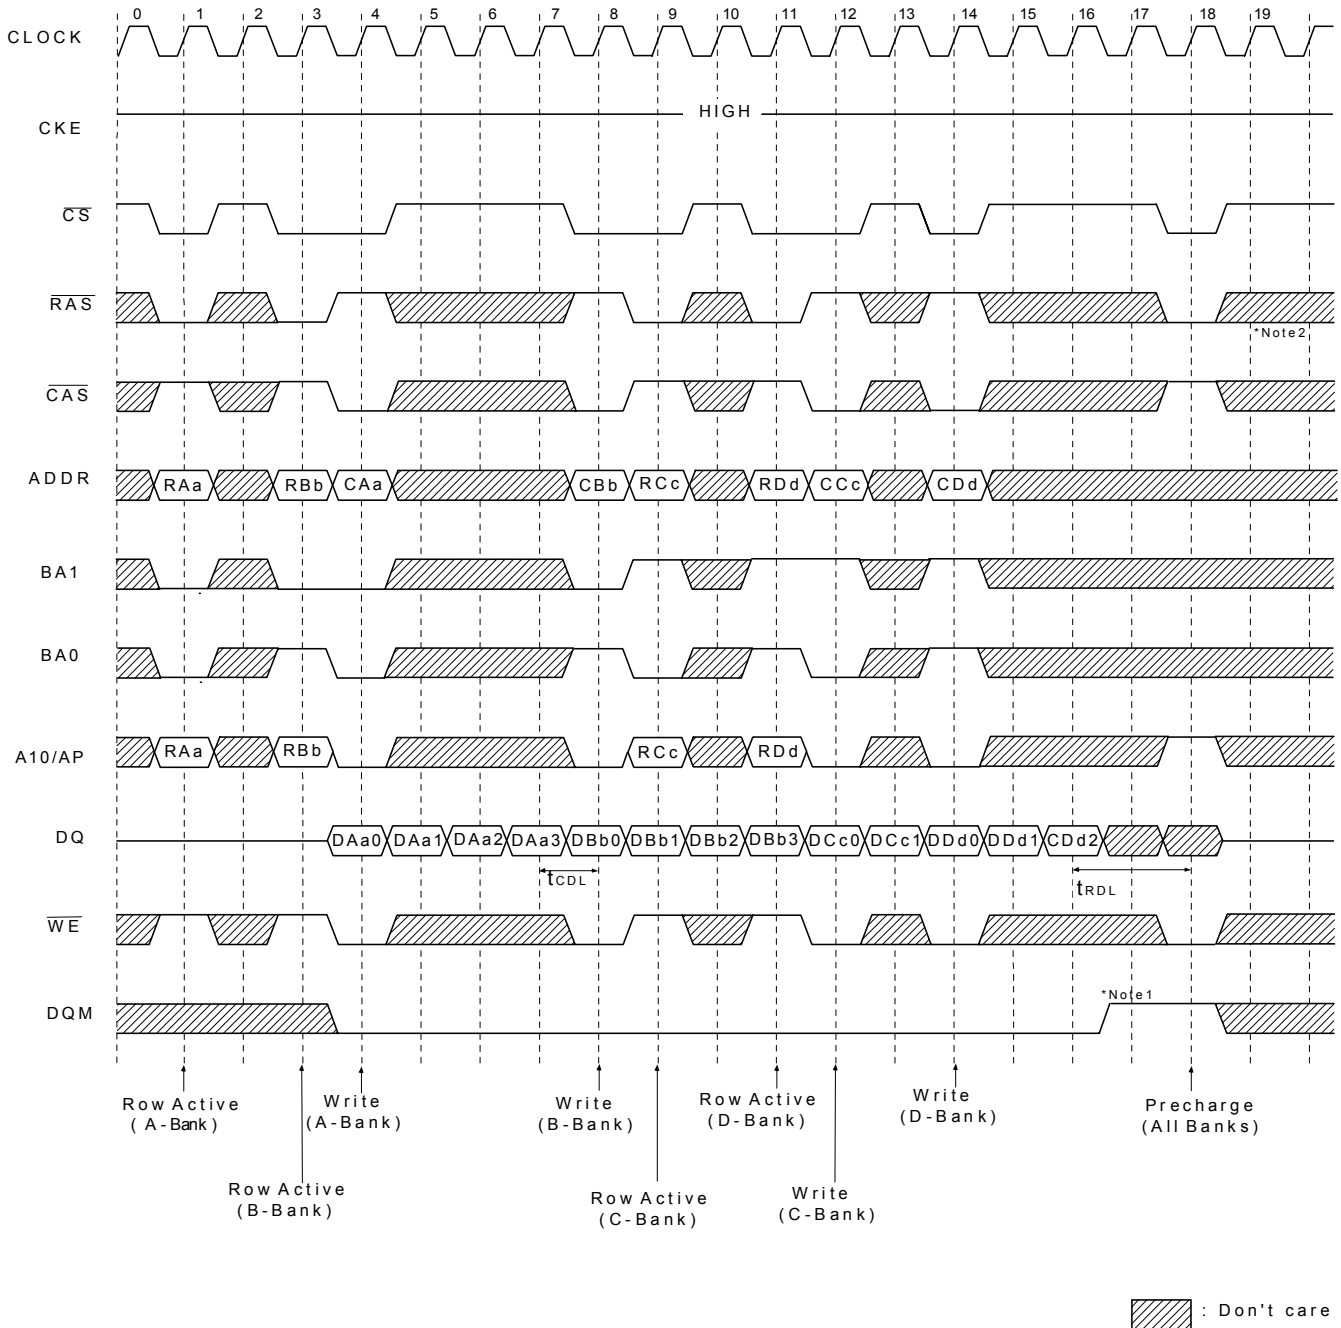 0 1 2 3 4 5 6 7 8 9 10 11 12 13 14 15 16 17 18 19
CLOCK
HIGH
CKE
CS
RAS
*Note2
CAS
ADDR RAa RBb CAa CBb RCc RDd CCc CDd
BA1
BA0
A10/AP RAa RBb RCc RDd
DQ DAa0 DAa1 DAa2 DAa3 DBb0 DBb1 DBb2 DBb3 DCc0 DCc1 DDd0 DDd1 CDd2
tCDL tRDL
WE
*Note1
DQM
Row Active
(A-Bank)
Write
(A-Bank)
Write
(B-Bank)
Row Active
(D-Bank)
Write
(D-Bank)
Precharge
(All Banks)
Row Active
(B-Bank)
Row Active
(C-Bank)
Write
(C-Bank)
: Don't care